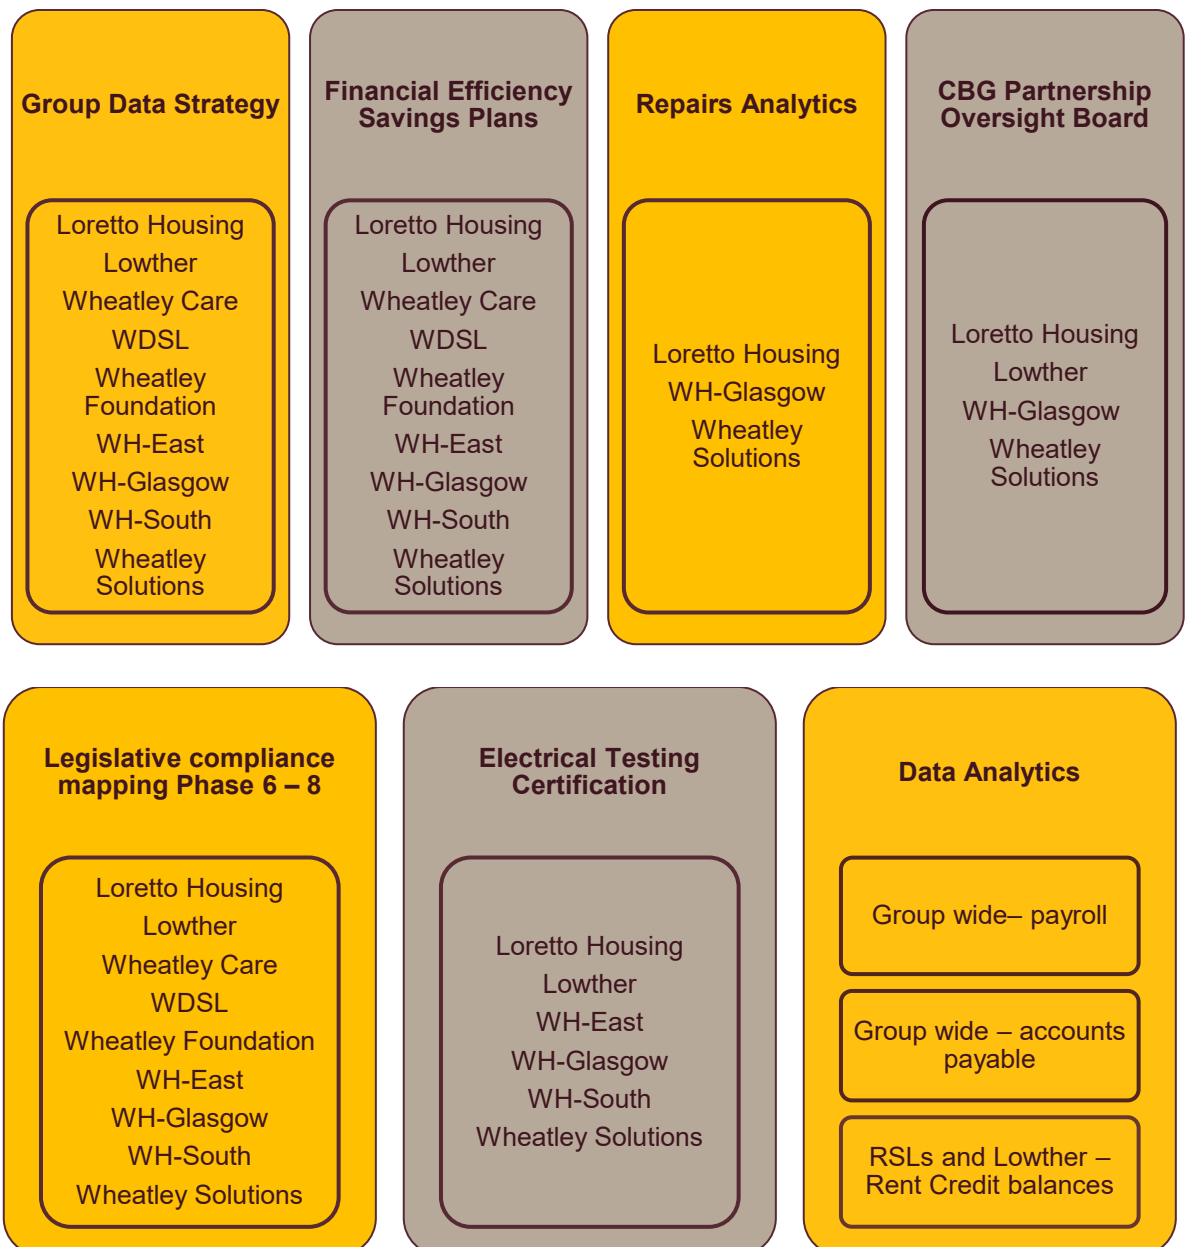 Group Data Strategy
Loretto Housing
Lowther
Wheatley Care
WDSL
Wheatley
Foundation
WH-East
WH-Glasgow
WH-South
Wheatley
Solutions
Financial Efficiency
Savings Plans
Loretto Housing
Lowther
Wheatley Care
WDSL
Wheatley
Foundation
WH-East
WH-Glasgow
WH-South
Wheatley
Solutions
Repairs Analytics
Loretto Housing
WH-Glasgow
Wheatley
Solutions
CBG Partnership
Oversight Board
Loretto Housing
Lowther
WH-Glasgow
Wheatley
Solutions
Legislative compliance
mapping Phase 6 – 8
Loretto Housing
Lowther
Wheatley Care
WDSL
Wheatley Foundation
WH-East
WH-Glasgow
WH-South
Wheatley Solutions
Electrical Testing
Certification
Loretto Housing
Lowther
WH-East
WH-Glasgow
WH-South
Wheatley Solutions
Data Analytics
Group wide– payroll
Group wide – accounts
payable
RSLs and Lowther –
Rent Credit balances